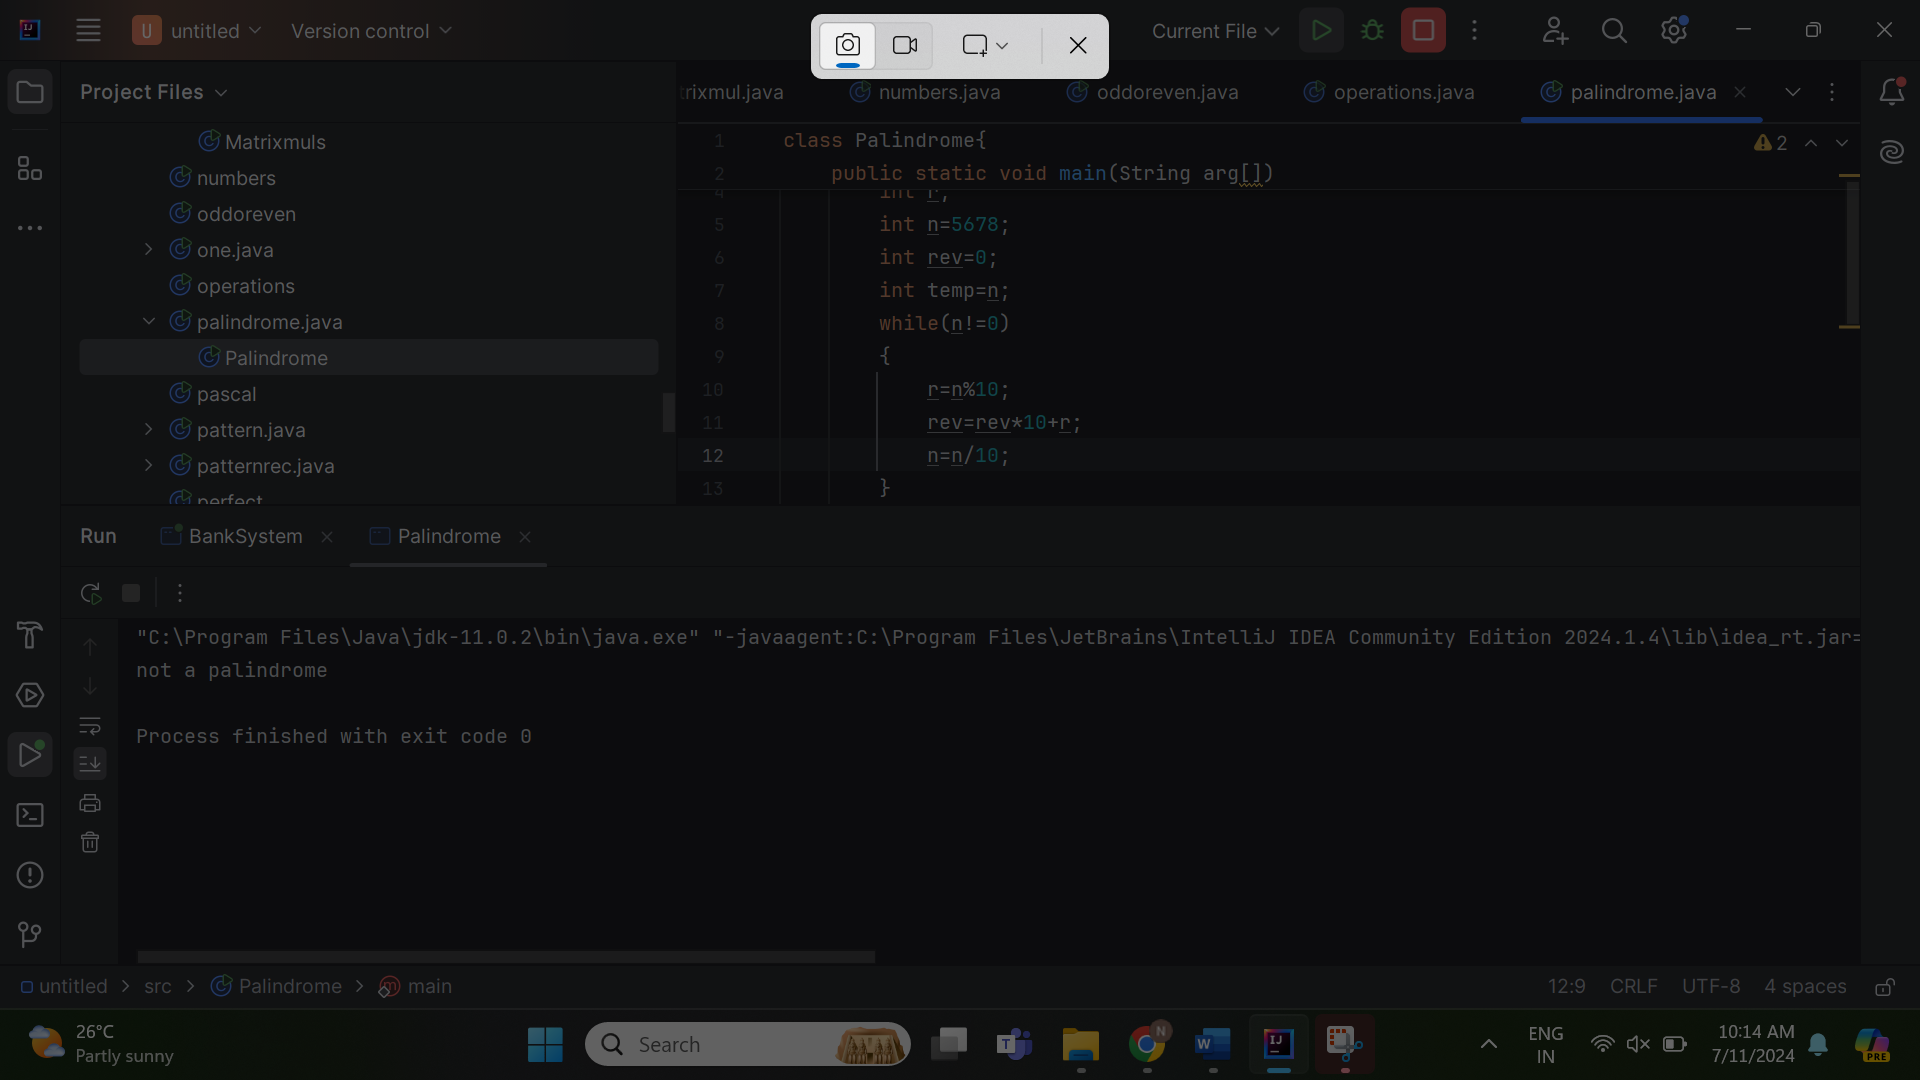 U untitled Version control Current File
Project Files
trixmul.java numbers.java oddoreven.java operations.java palindrome.java
Matrixmuls
numbers
oddoreven
one.java
operations
palindrome.java
Palindrome
pascal
pattern.java
patternrec.java
perfect
1 class Palindrome{
2 public static void main(String arg[])
4 int r;
5 int n=5678;
6 int rev=0;
7 int temp=n;
8 while(n!=0)
9 {
10 r=n%10;
11 rev=rev*10+r;
12 n=n/10;
13 }
2
Run BankSystem Palindrome
"C:\Program Files\Java\jdk-11.0.2\bin\java.exe" "-javaagent:C:\Program Files\JetBrains\IntelliJ IDEA Community Edition 2024.1.4\lib\idea_rt.jar=
not a palindrome
Process finished with exit code 0
untitled > src > Palindrome > main 12:9 CRLF UTF-8 4 spaces
26°C
Partly sunny
Search
ENG
IN
10:14 AM
7/11/2024
PRE